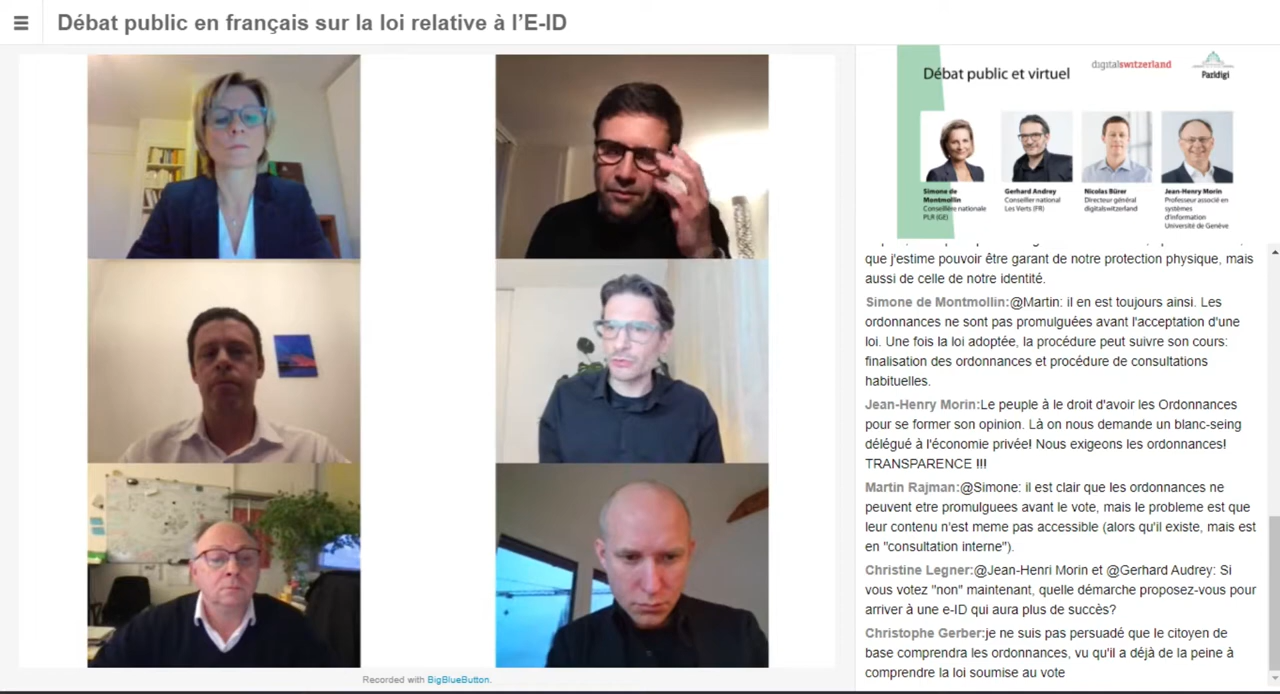 Débat public en français sur la loi relative à l'E-ID
Débat public et virtuel
digitalswitzerland
Parldigi
Simone de
Montmollin
Conseillère nationale
PLR (GE)
Gerhard Andrey
Conseiller national
Les Verts (FR)
Nicolas Bürer
Directeur général
digitalswitzerland
Jean-Henry Morin
Professeur associé en
systèmes
d'Information
Université de Genève
que j'estime pouvoir être garant de notre protection physique, mais
aussi de celle de notre identité.
Simone de Montmollin:@Martin: il en est toujours ainsi. Les
ordonnances ne sont pas promulguées avant l'acceptation d'une
loi. Une fois la loi adoptée, la procédure peut suivre son cours:
finalisation des ordonnances et procédure de consultations
habituelles.
Jean-Henry Morin:Le peuple à le droit d'avoir les Ordonnances
pour se former son opinion. Là on nous demande un blanc-seing
délégué à l'économie privée! Nous exigeons les ordonnances!
TRANSPARENCE !!!
Martin Rajman:@Simone: il est clair que les ordonnances ne
peuvent etre promulguees avant le vote, mais le probleme est que
leur contenu n'est meme pas accessible (alors qu'il existe, mais est
en "consultation interne").
Christine Legner:@Jean-Henri Morin et @Gerhard Audrey: Si
vous votez "non" maintenant, quelle démarche proposez-vous pour
arriver à une e-ID qui aura plus de succès?
Christophe Gerber:je ne suis pas persuadé que le citoyen de
base comprendra les ordonnances, vu qu'il a déjà de la peine à
comprendre la loi soumise au vote
Recorded with BigBlueButton.